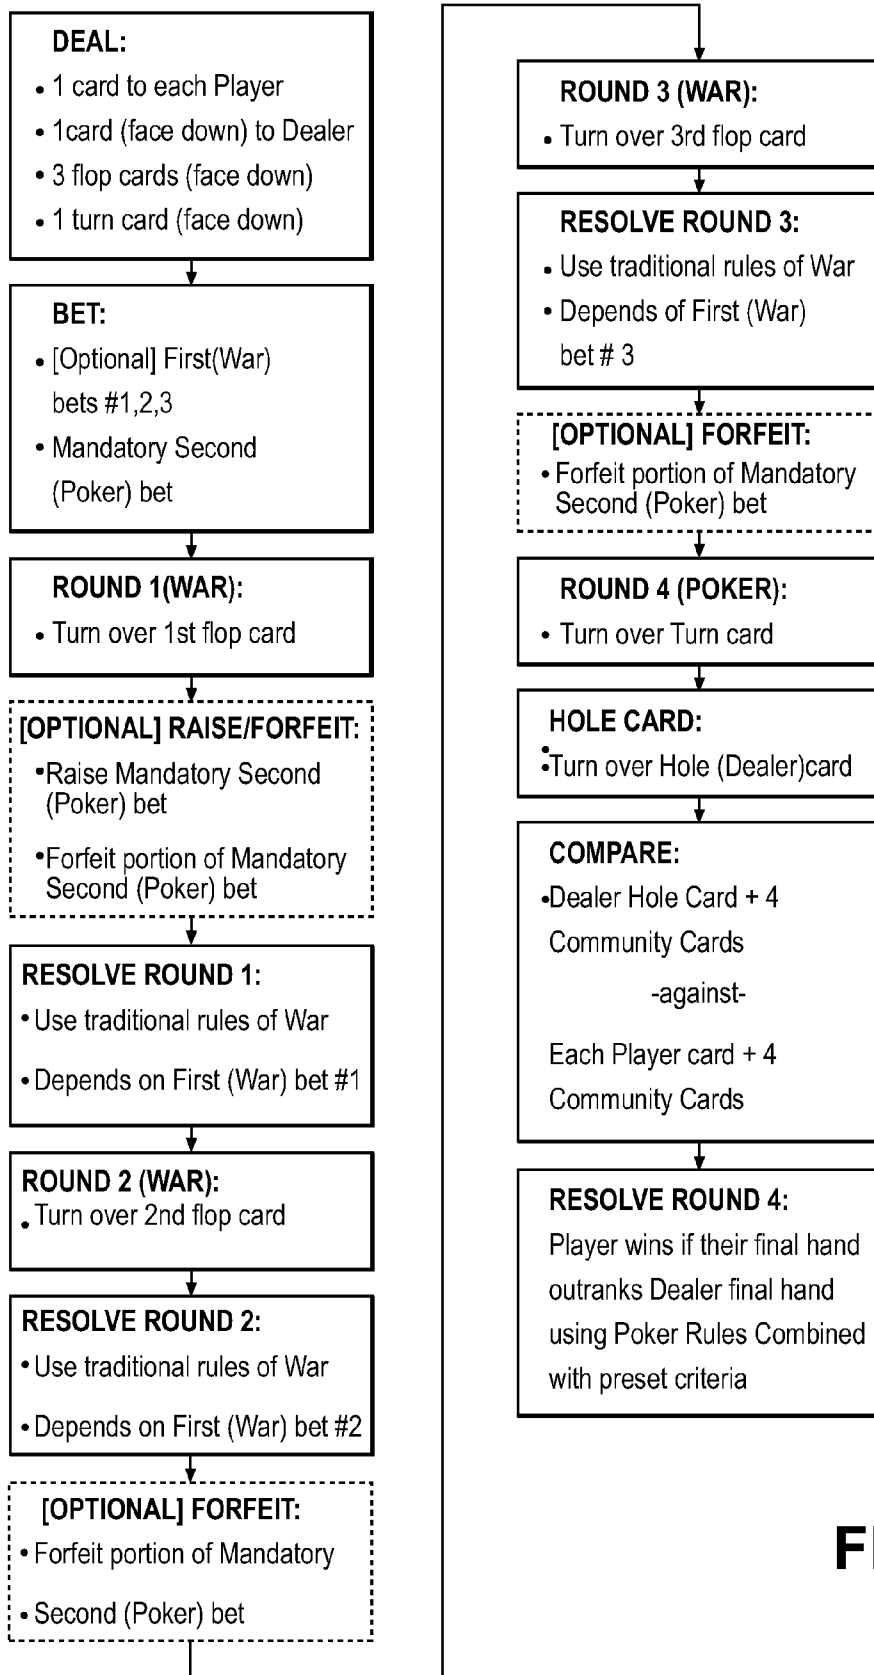 DEAL:
• 1 card to each Player
• 1card (face down) to Dealer
• 3 flop cards (face down)
• 1 turn card (face down)
BET:
• [Optional] First(War)
bets #1,2,3
• Mandatory Second
(Poker) bet
ROUND 1(WAR):
• Turn over 1st flop card
[OPTIONAL] RAISE/FORFEIT:
•Raise Mandatory Second
(Poker) bet
•Forfeit portion of Mandatory
Second (Poker) bet
RESOLVE ROUND 1:
• Use traditional rules of War
• Depends on First (War) bet #1
ROUND 2 (WAR):
• Turn over 2nd flop card
RESOLVE ROUND 2:
• Use traditional rules of War
• Depends on First (War) bet #2
[OPTIONAL] FORFEIT:
• Forfeit portion of Mandatory
• Second (Poker) bet
ROUND 3 (WAR):
• Turn over 3rd flop card
RESOLVE ROUND 3:
• Use traditional rules of War
• Depends of First (War)
bet # 3
[OPTIONAL] FORFEIT:
• Forfeit portion of Mandatory
Second (Poker) bet
ROUND 4 (POKER):
• Turn over Turn card
HOLE CARD:
•Turn over Hole (Dealer)card
COMPARE:
•Dealer Hole Card + 4
Community Cards
-against-
Each Player card + 4
Community Cards
RESOLVE ROUND 4:
Player wins if their final hand
outranks Dealer final hand
using Poker Rules Combined
with preset criteria